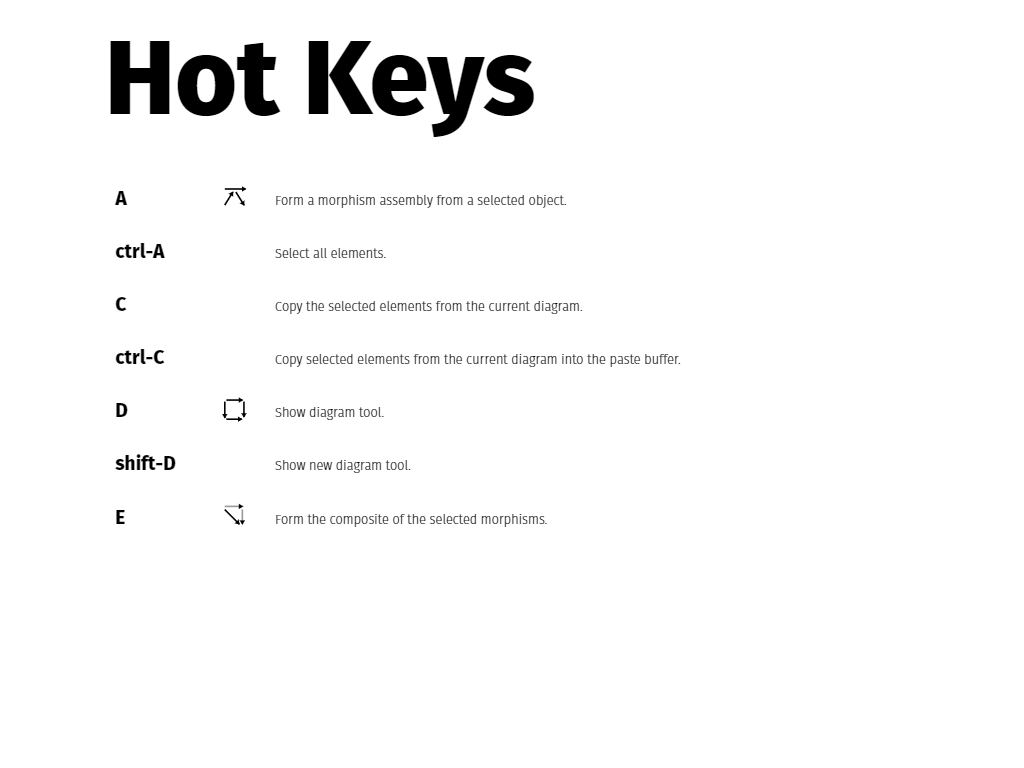 Hot Keys
A Form a morphism assembly from a selected object.
ctrl-A Select all elements.
C Copy the selected elements from the current diagram.
ctrl-C Copy selected elements from the current diagram into the paste buffer.
D Show diagram tool.
shift-D Show new diagram tool.
E Form the composite of the selected morphisms.